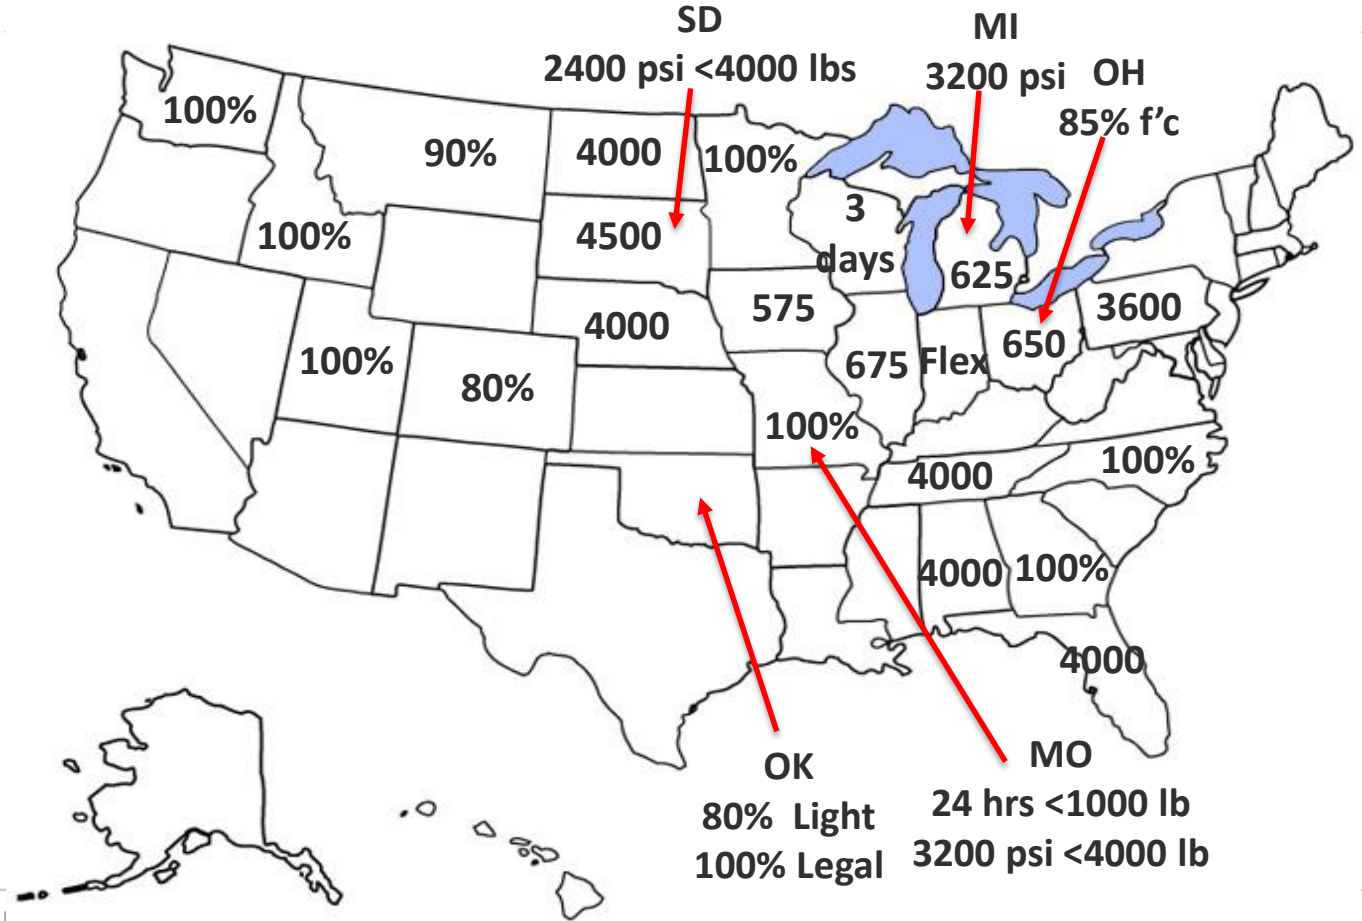 SD
2400 psi <4000 lbs
MI
3200 psi
OH
85% f'c
100%
90%
4000
100%
100%
4500
3
days
625
575
4000
3600
100%
80%
675
Flex
650
100%
4000
100%
4000
100%
4000
OK
80% Light
100% Legal
MO
24 hrs <1000 lb
3200 psi <4000 lb